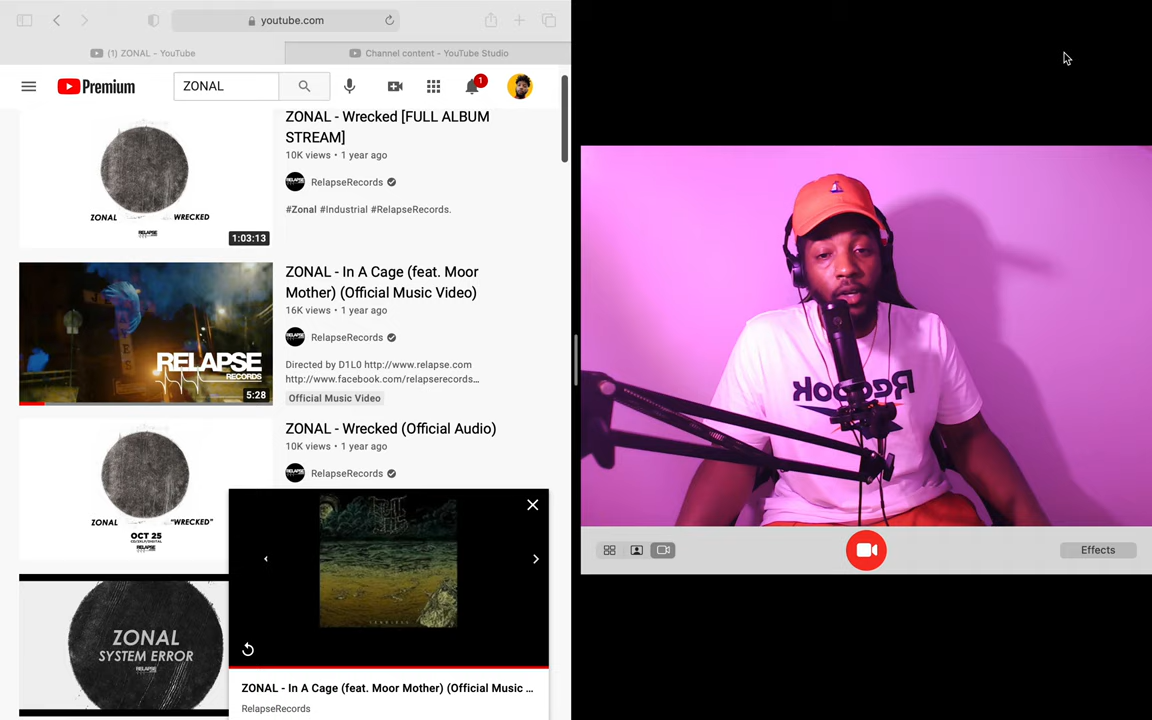 youtube.com
(1) ZONAL - YouTube
Channel content - YouTube Studio
Premium
ZONAL
1
ZONAL - Wrecked [FULL ALBUM
STREAM]
10K views • 1 year ago
RelapseRecords
#Zonal #Industrial #RelapseRecords.
ZONAL WRECKED
RELAPSE
1:03:13
ZONAL - In A Cage (feat. Moor
Mother) (Official Music Video)
16K views • 1 year ago
RelapseRecords
Directed by D1L0 http://www.relapse.com
http://www.facebook.com/relapserecords...
Official Music Video
RELAPSE
RECORDS
5:28
ZONAL - Wrecked (Official Audio)
10K views • 1 year ago
RelapseRecords
ZONAL "WRECKED"
OCT 25
RELAPSE
ZONAL
SYSTEM ERROR
RELAPSE
ZONAL - In A Cage (feat. Moor Mother) (Official Music ...
RelapseRecords
Reebok
Effects